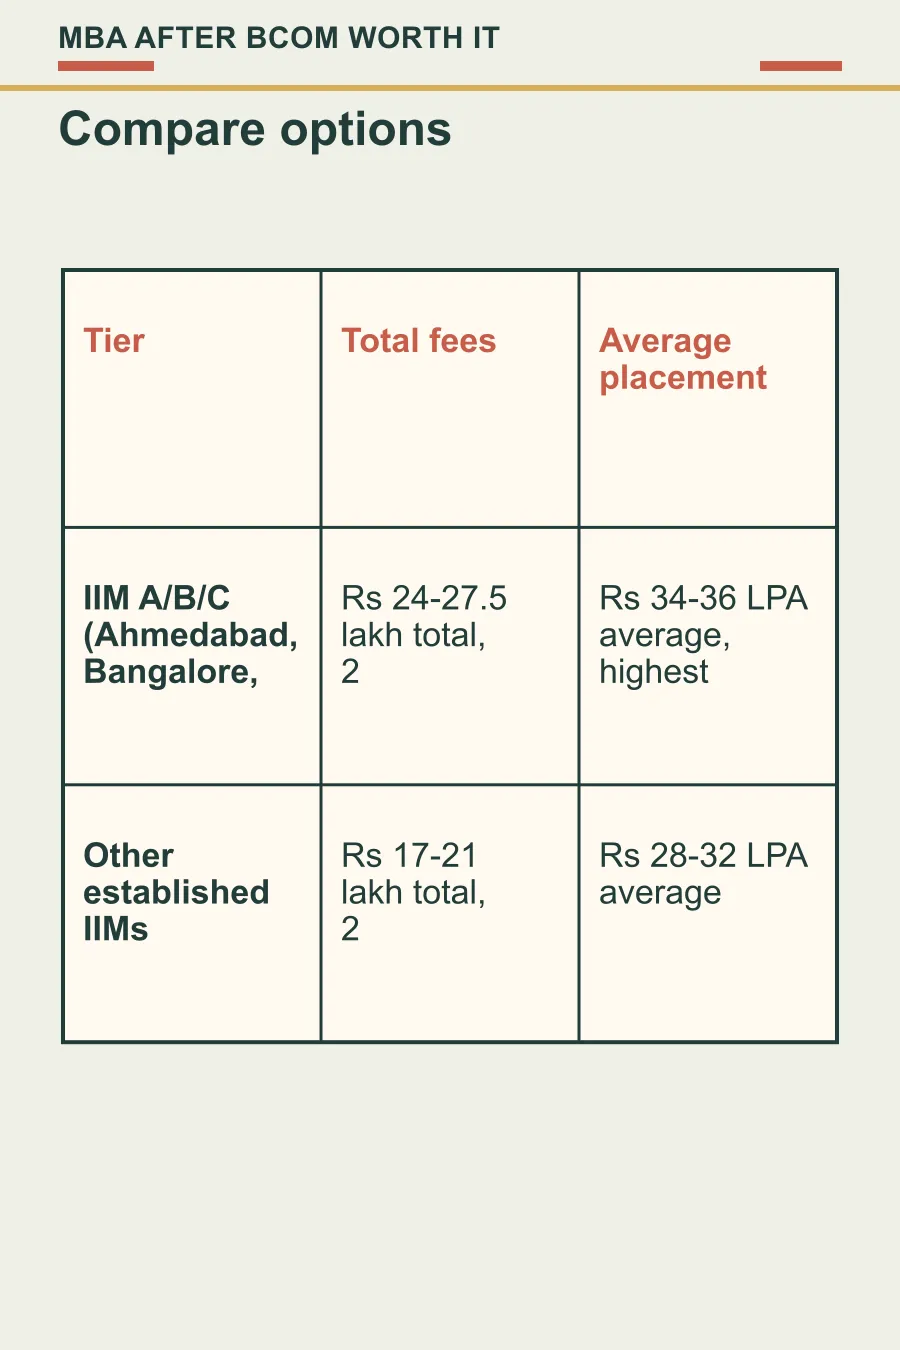 MBA AFTER BCOM WORTH IT
Compare options
Tier
Total fees
Average
placement
IIM A/B/C
(Ahmedabad,
Bangalore,
Rs 24-27.5
lakh total,
2
Rs 34-36 LPA
average,
highest
Other
established
IIMs
Rs 17-21
lakh total,
2
Rs 28-32 LPA
average